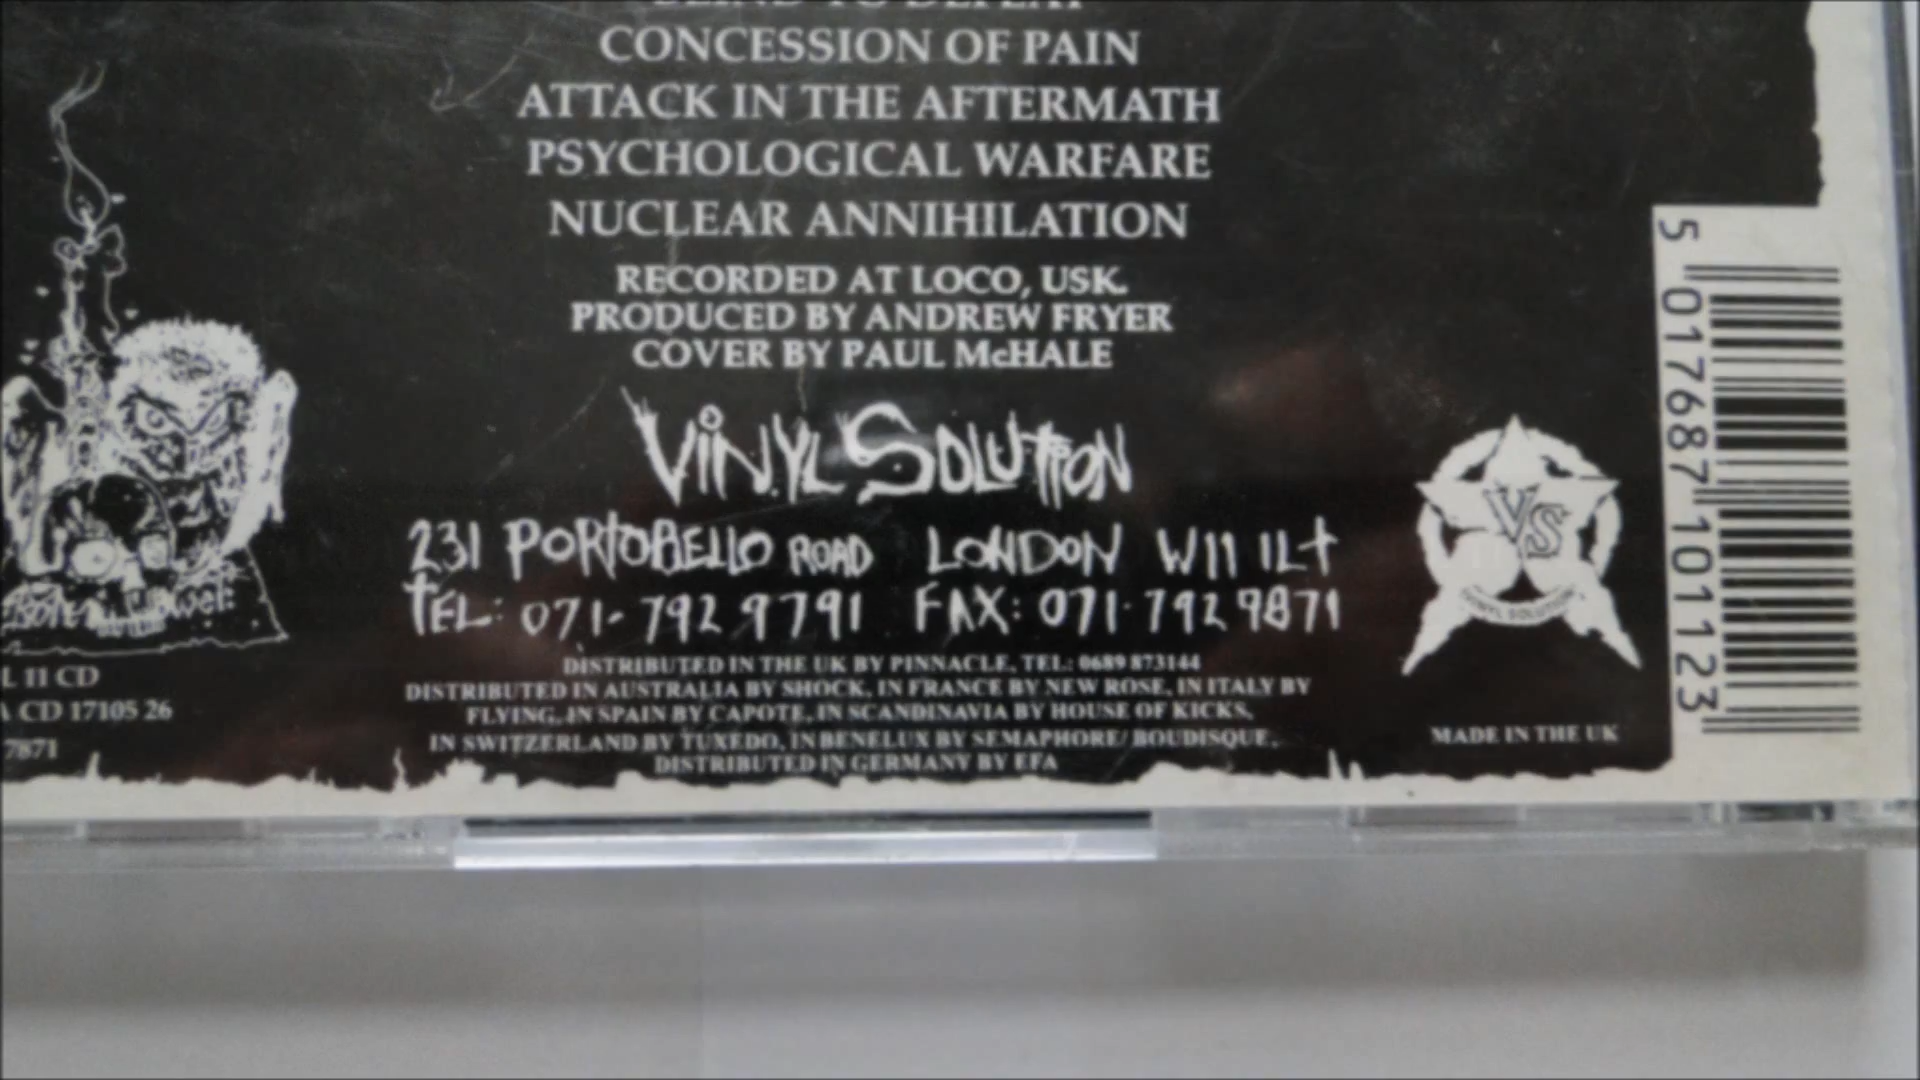 BLIND TO DEFEAT
CONCESSION OF PAIN
ATTACK IN THE AFTERMATH
PSYCHOLOGICAL WARFARE
NUCLEAR ANNIHILATION
RECORDED AT LOCO, USK.
PRODUCED BY ANDREW FRYER
COVER BY PAUL McHALE
VINYL SOLUTION
231 PORTOBELLO ROAD LONDON W11 1LT
TEL: 071-792 9791 FAX: 071-792 9871
DISTRIBUTED IN THE UK BY PINNACLE, TEL: 0689 873144
DISTRIBUTED IN AUSTRALIA BY SHOCK, IN FRANCE BY NEW ROSE, IN ITALY BY
FLYING, IN SPAIN BY CAPOTE, IN SCANDINAVIA BY HOUSE OF KICKS,
IN SWITZERLAND BY TUXEDO, IN BENELUX BY SEMAPHORE/BOUDISQUE,
DISTRIBUTED IN GERMANY BY EFA
L 11 CD
CD 17105 26
7871
VS
VINYL SOLUTION
MADE IN THE UK
5 017687 101123